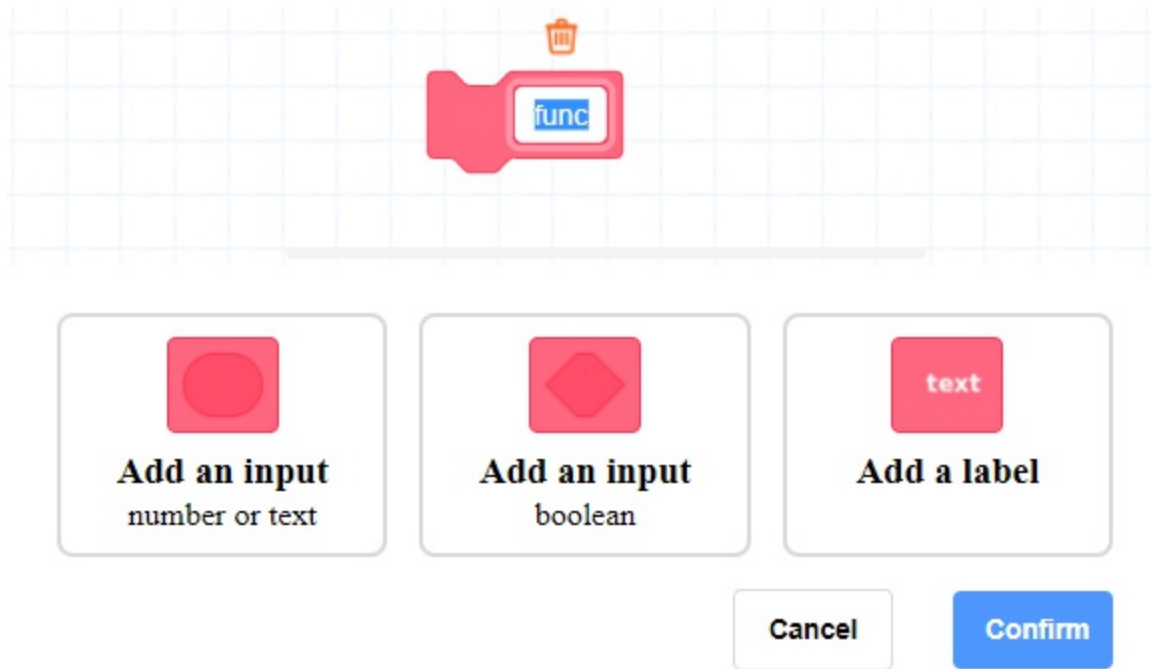 func
text
Add an input
number or text
Add an input
boolean
Add a label
Cancel
Confirm